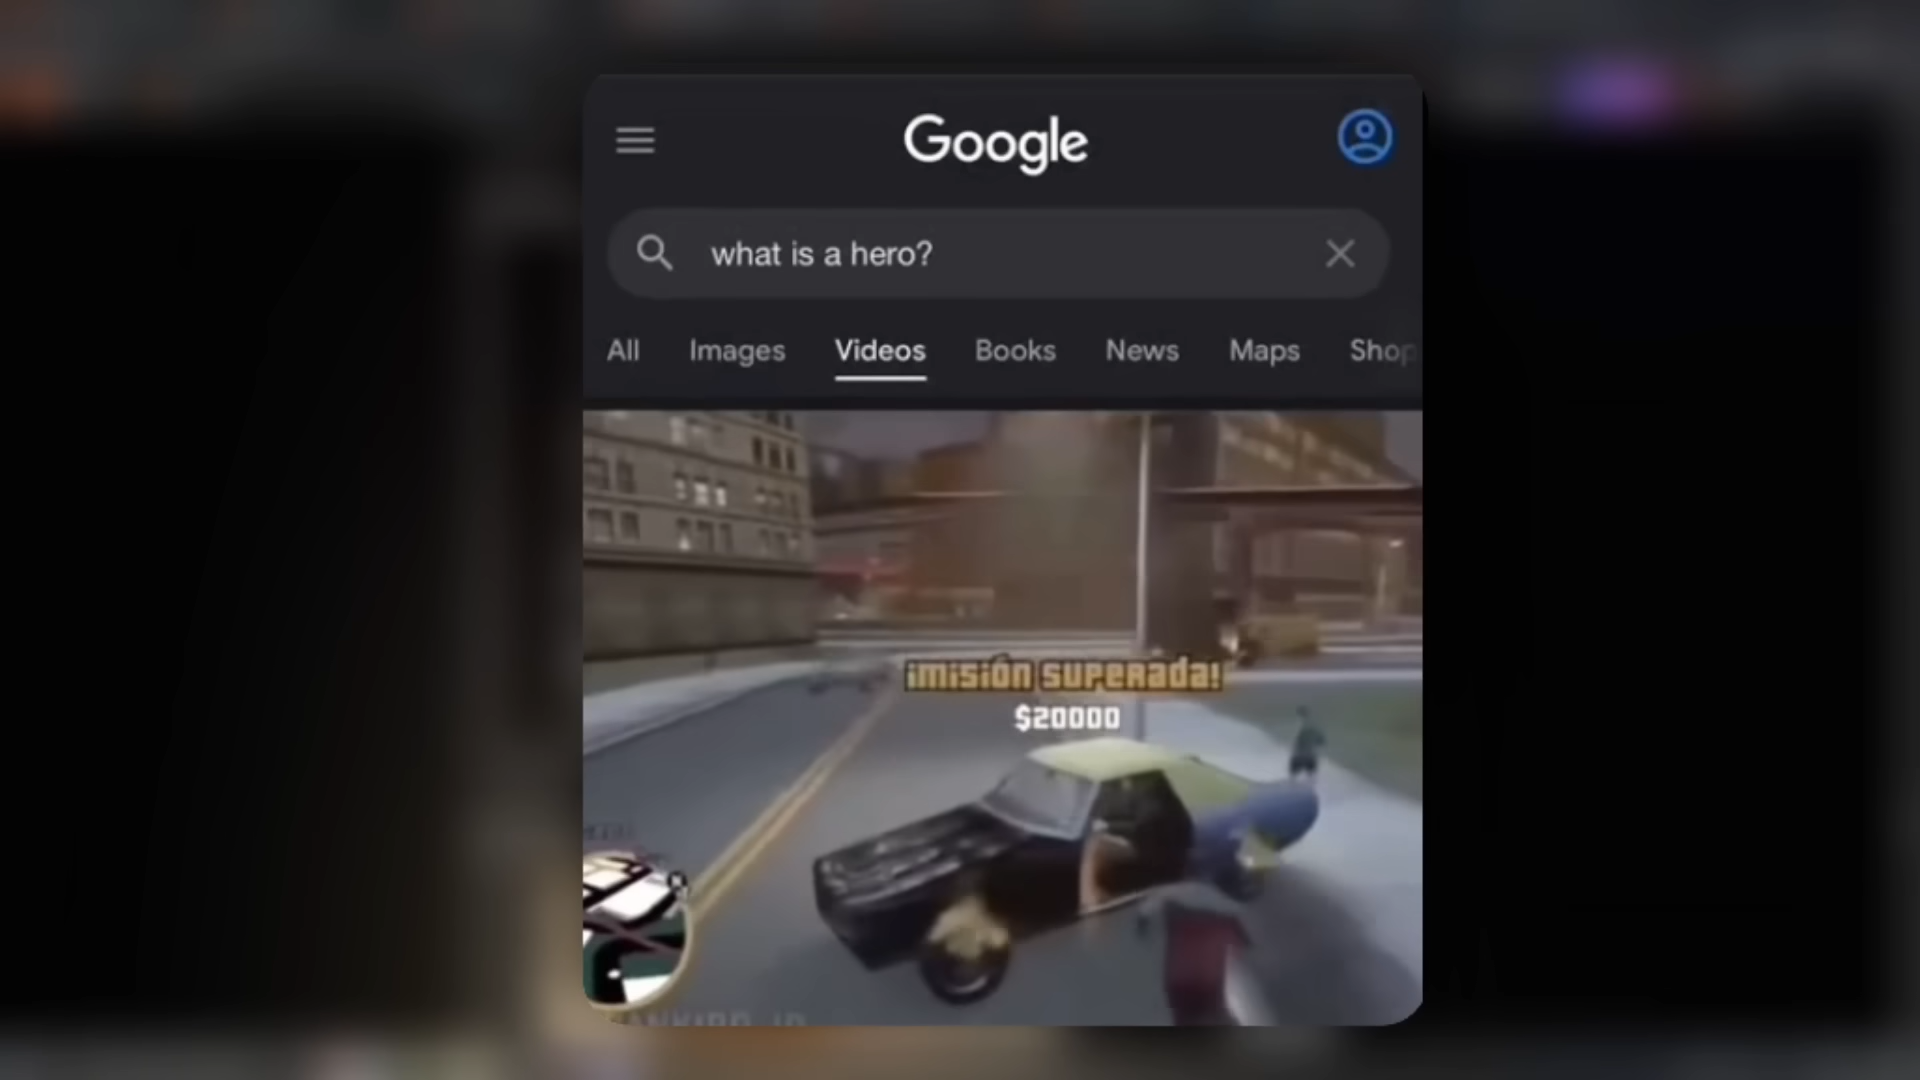 Google
what is a hero?
All Images Videos Books News Maps Shop
¡misión superada!
$20000